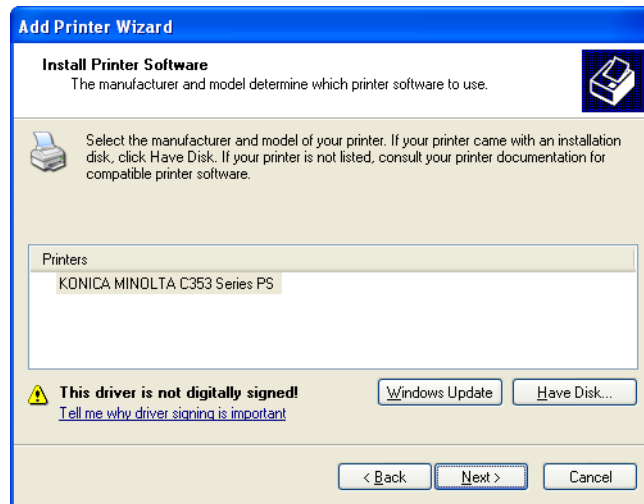 Add Printer Wizard
Install Printer Software
The manufacturer and model determine which printer software to use.
Select the manufacturer and model of your printer. If your printer came with an installation
disk, click Have Disk. If your printer is not listed, consult your printer documentation for
compatible printer software.
Printers
KONICA MINOLTA C353 Series PS
This driver is not digitally signed!
Windows Update
Have Disk...
Tell me why driver signing is important
< Back
Next >
Cancel